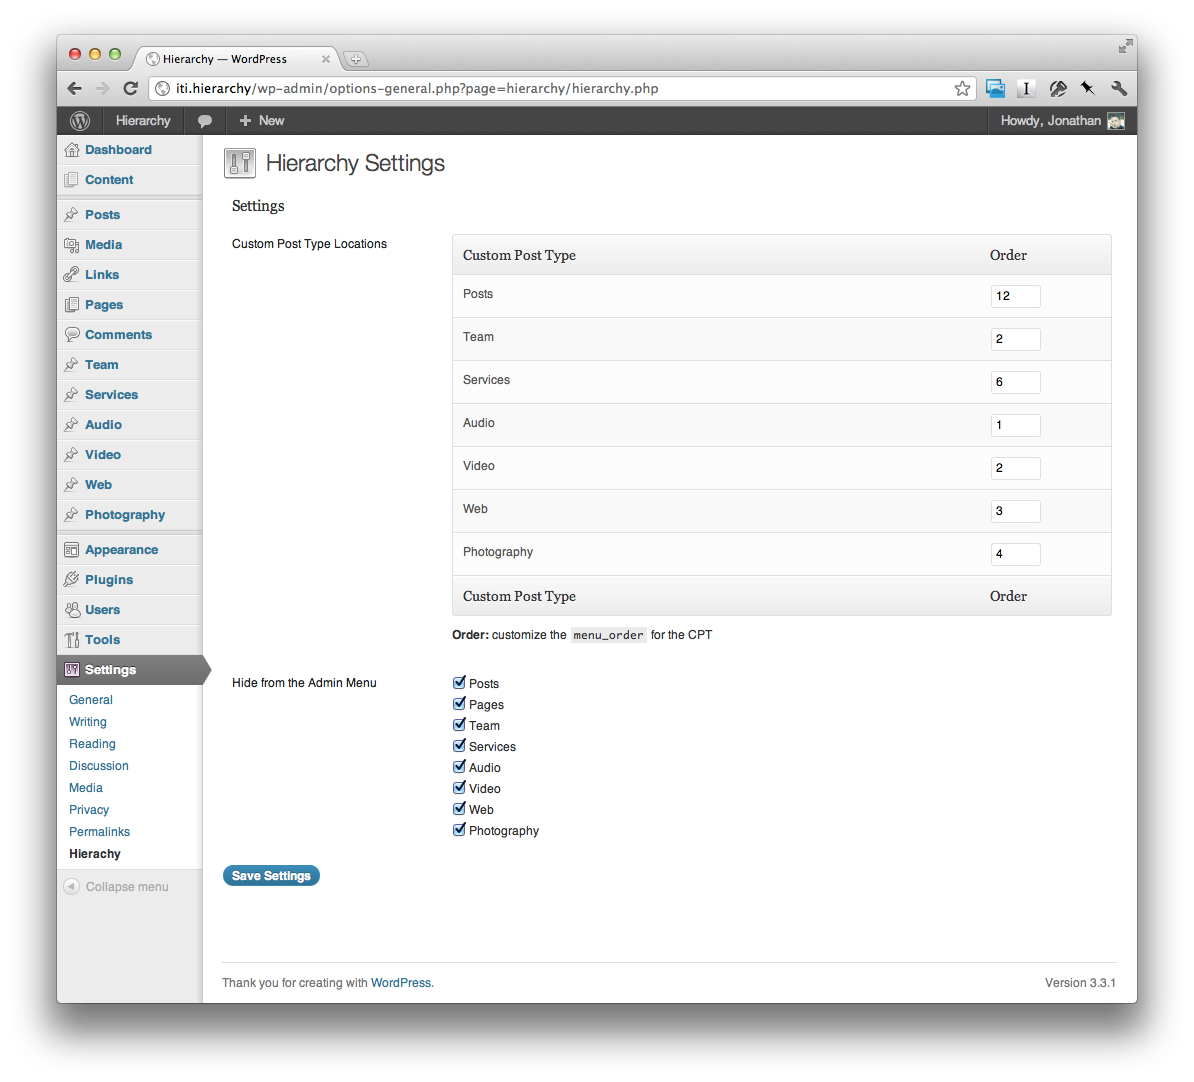 Hierarchy — WordPress
iti.hierarchy/wp-admin/options-general.php?page=hierarchy/hierarchy.php
Hierarchy
New
Howdy, Jonathan
Dashboard
Content
Posts
Media
Links
Pages
Comments
Team
Services
Audio
Video
Web
Photography
Appearance
Plugins
Users
Tools
Settings
General
Writing
Reading
Discussion
Media
Privacy
Permalinks
Hierachy
Collapse menu
Hierarchy Settings
Settings
Custom Post Type Locations
Custom Post Type Order
Posts 12
Team 2
Services 6
Audio 1
Video 2
Web 3
Photography 4
Custom Post Type Order
Order: customize the menu_order for the CPT
Hide from the Admin Menu
Posts
Pages
Team
Services
Audio
Video
Web
Photography
Save Settings
Thank you for creating with WordPress.
Version 3.3.1